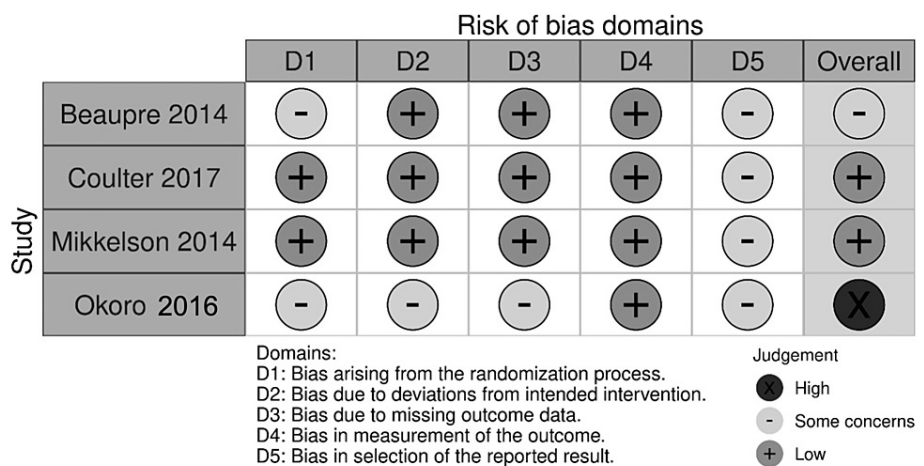 Risk of bias domains
D1 D2 D3 D4 D5 Overall
Study
Beaupre 2014 - + + + - -
Coulter 2017 + + + + - +
Mikkelson 2014 + + + + - +
Okoro 2016 - - - + - X
Domains:
D1: Bias arising from the randomization process.
D2: Bias due to deviations from intended intervention.
D3: Bias due to missing outcome data.
D4: Bias in measurement of the outcome.
D5: Bias in selection of the reported result.
Judgement
X High
- Some concerns
+ Low